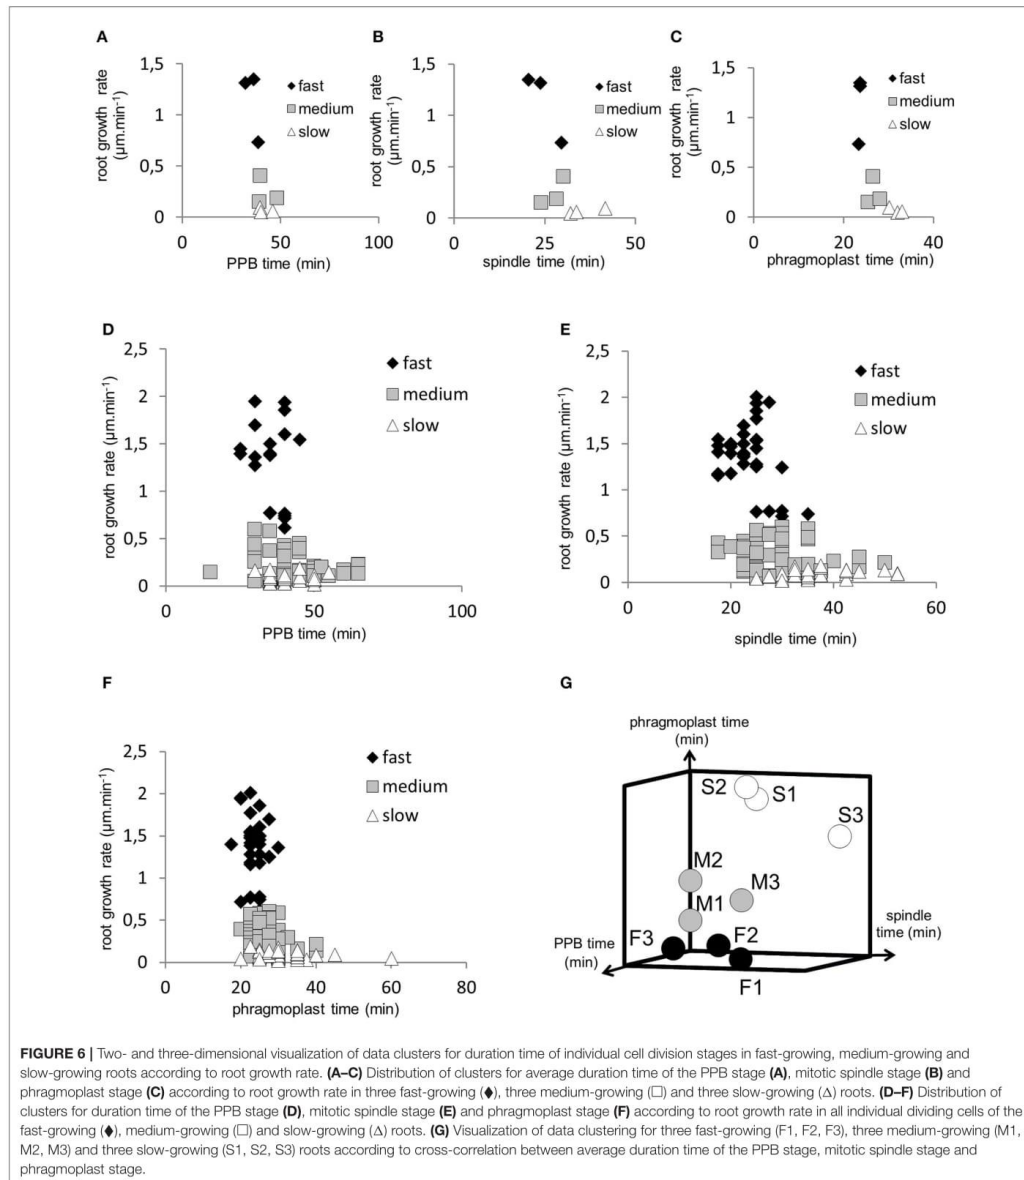 A
B
C
root growth rate
(µm.min-1)
1,5
1
0,5
0
0
50
100
PPB time (min)
fast
medium
slow
root growth rate
(µm.min-1)
1,5
1
0,5
0
0
25
50
spindle time (min)
fast
medium
slow
root growth rate
(µm.min-1)
1,5
1
0,5
0
0
20
40
phragmoplast time (min)
fast
medium
slow
D
root growth rate (µm.min-1)
2,5
2
1,5
1
0,5
0
0
50
100
PPB time (min)
fast
medium
slow
E
root growth rate (µm.min-1)
2,5
2
1,5
1
0,5
0
0
20
40
60
spindle time (min)
fast
medium
slow
F
root growth rate (µm.min-1)
2,5
2
1,5
1
0,5
0
0
20
40
60
80
phragmoplast time (min)
fast
medium
slow
G
phragmoplast time
(min)
S2
S1
S3
M2
M3
M1
F3
F2
F1
spindle
time (min)
PPB time
(min)
FIGURE 6 | Two- and three-dimensional visualization of data clusters for duration time of individual cell division stages in fast-growing, medium-growing and
slow-growing roots according to root growth rate. (A–C) Distribution of clusters for average duration time of the PPB stage (A), mitotic spindle stage (B) and
phragmoplast stage (C) according to root growth rate in three fast-growing (♦), three medium-growing (□) and three slow-growing (Δ) roots. (D–F) Distribution of
clusters for duration time of the PPB stage (D), mitotic spindle stage (E) and phragmoplast stage (F) according to root growth rate in all individual dividing cells of the
fast-growing (♦), medium-growing (□) and slow-growing (Δ) roots. (G) Visualization of data clustering for three fast-growing (F1, F2, F3), three medium-growing (M1,
M2, M3) and three slow-growing (S1, S2, S3) roots according to cross-correlation between average duration time of the PPB stage, mitotic spindle stage and
phragmoplast stage.